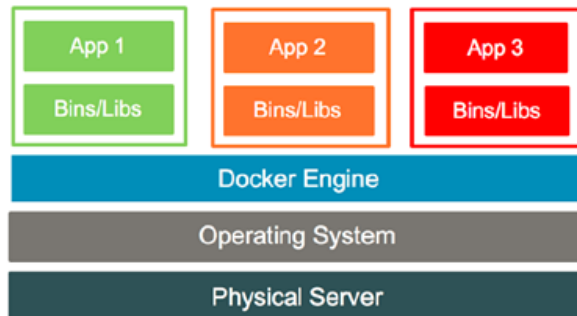 App 1
App 2
App 3
Bins/Libs
Bins/Libs
Bins/Libs
Docker Engine
Operating System
Physical Server